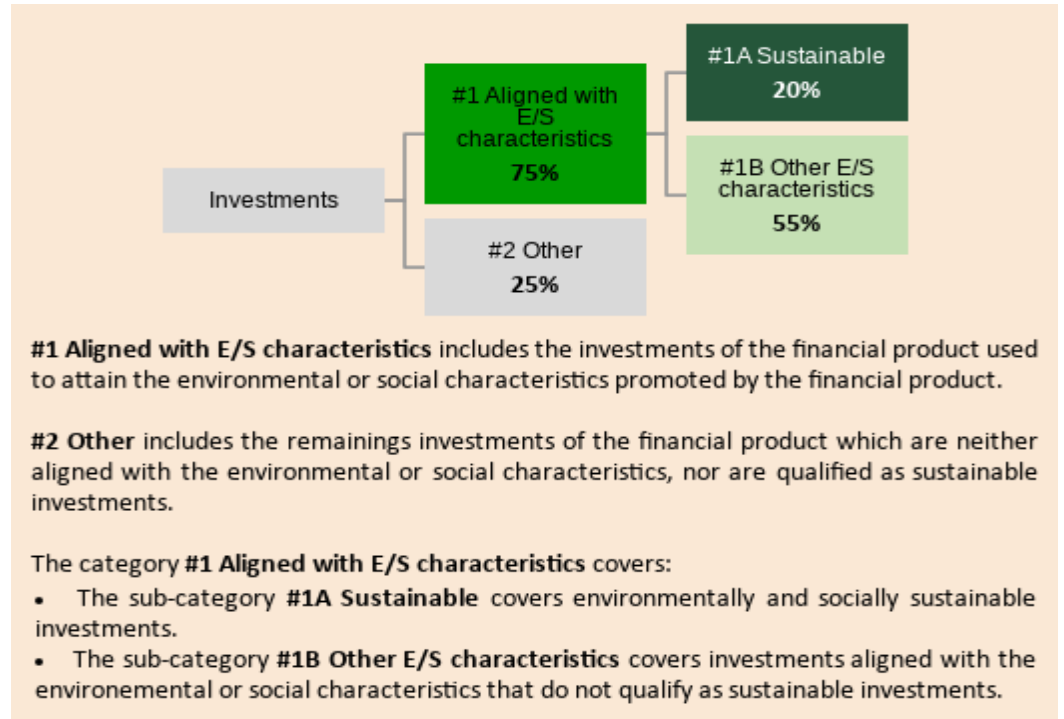 #1A Sustainable
20%
#1 Aligned with
E/S
characteristics
75%
#1B Other E/S
characteristics
55%
Investments
#2 Other
25%
#1 Aligned with E/S characteristics includes the investments of the financial product used
to attain the environmental or social characteristics promoted by the financial product.
#2 Other includes the remainings investments of the financial product which are neither
aligned with the environmental or social characteristics, nor are qualified as sustainable
investments.
The category #1 Aligned with E/S characteristics covers:
• The sub-category #1A Sustainable covers environmentally and socially sustainable
investments.
• The sub-category #1B Other E/S characteristics covers investments aligned with the
environemental or social characteristics that do not qualify as sustainable investments.